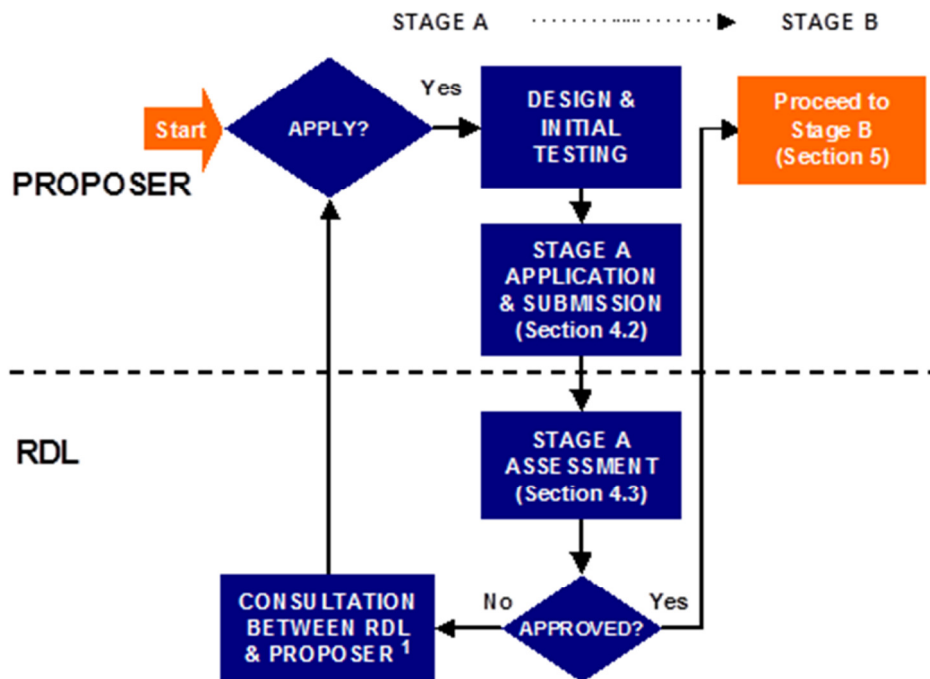 STAGE A
STAGE B
Start
APPLY?
Yes
DESIGN &
INITIAL
TESTING
Proceed to
Stage B
(Section 5)
PROPOSER
STAGE A
APPLICATION
& SUBMISSION
(Section 4.2)
RDL
STAGE A
ASSESSMENT
(Section 4.3)
CONSULTATION
BETWEEN RDL
& PROPOSER 1
No
APPROVED?
Yes